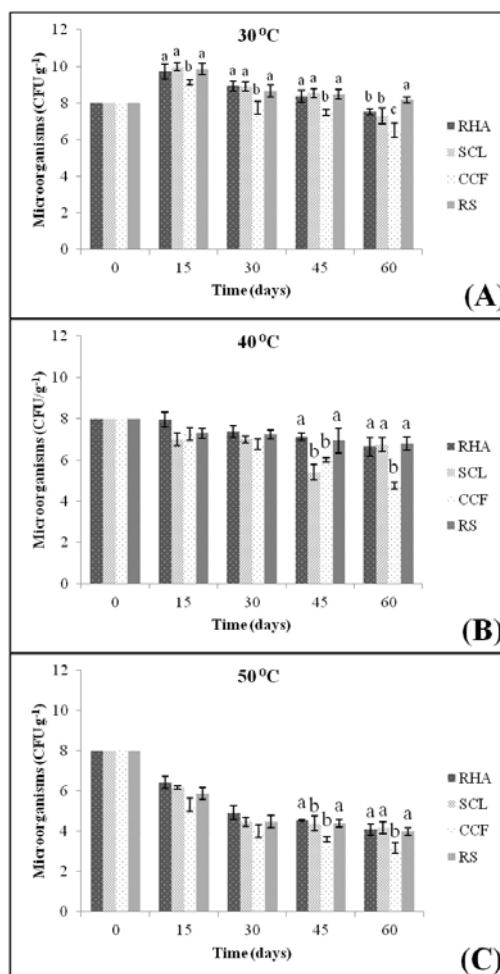 30 ⁰C
Microorganisms (CFU g⁻¹)
12
10
8
6
4
2
0
a a b a
a a b a
a a b a
b b c a
0 15 30 45 60
Time (days)
RHA
SCL
CCF
RS
(A)
40⁰C
Microorganisms (CFU/g⁻¹)
12
10
8
6
4
2
0
a b b a
a a b a
0 15 30 45 60
Time (days)
RHA
SCL
CCF
RS
(B)
50⁰C
Microorganisms (CFU g⁻¹)
12
10
8
6
4
2
0
a b b a
a a b a
0 15 30 45 60
Time (days)
RHA
SCL
CCF
RS
(C)